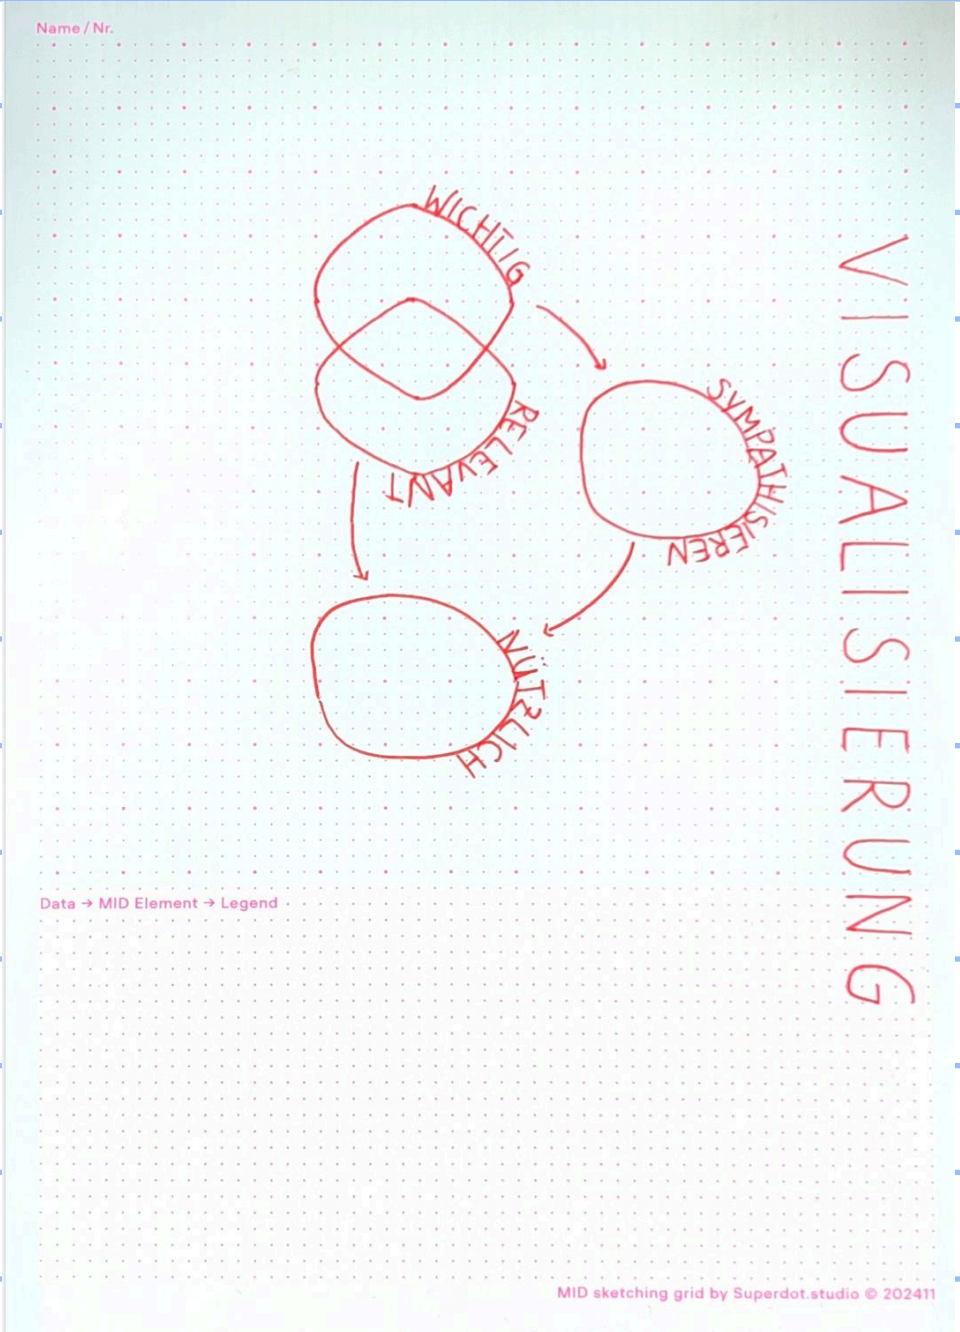 Name / Nr.
VISUALISIERUNG
WICHTIG
RELEVANT
SYMPATHISIEREN
NÜTZLICH
Data → MID Element → Legend
MID sketching grid by Superdot.studio © 202411